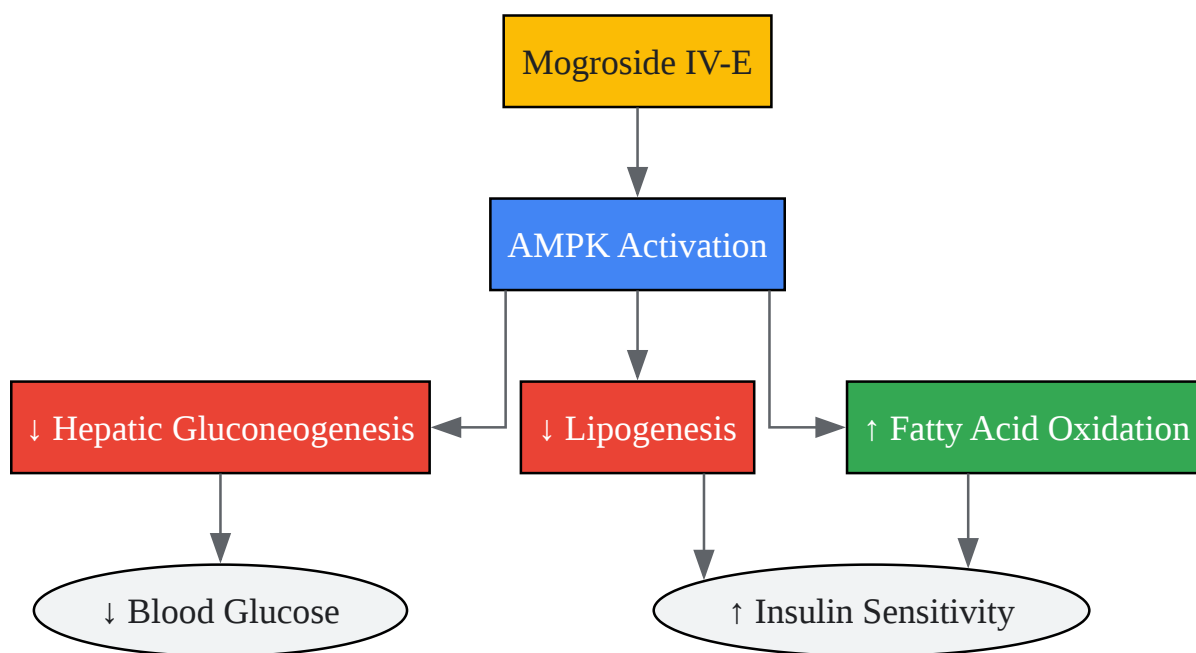 Mogroside IV-E
AMPK Activation
↓ Hepatic Gluconeogenesis
↓ Lipogenesis
↑ Fatty Acid Oxidation
↓ Blood Glucose
↑ Insulin Sensitivity